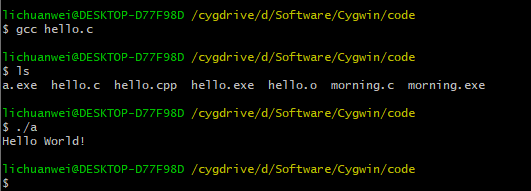 lichuanwei@DESKTOP-D77F98D /cygdrive/d/Software/Cygwin/code
$ gcc hello.c
lichuanwei@DESKTOP-D77F98D /cygdrive/d/Software/Cygwin/code
$ ls
a.exe  hello.c  hello.cpp  hello.exe  hello.o  morning.c  morning.exe
lichuanwei@DESKTOP-D77F98D /cygdrive/d/Software/Cygwin/code
$ ./a
Hello World!
lichuanwei@DESKTOP-D77F98D /cygdrive/d/Software/Cygwin/code
$